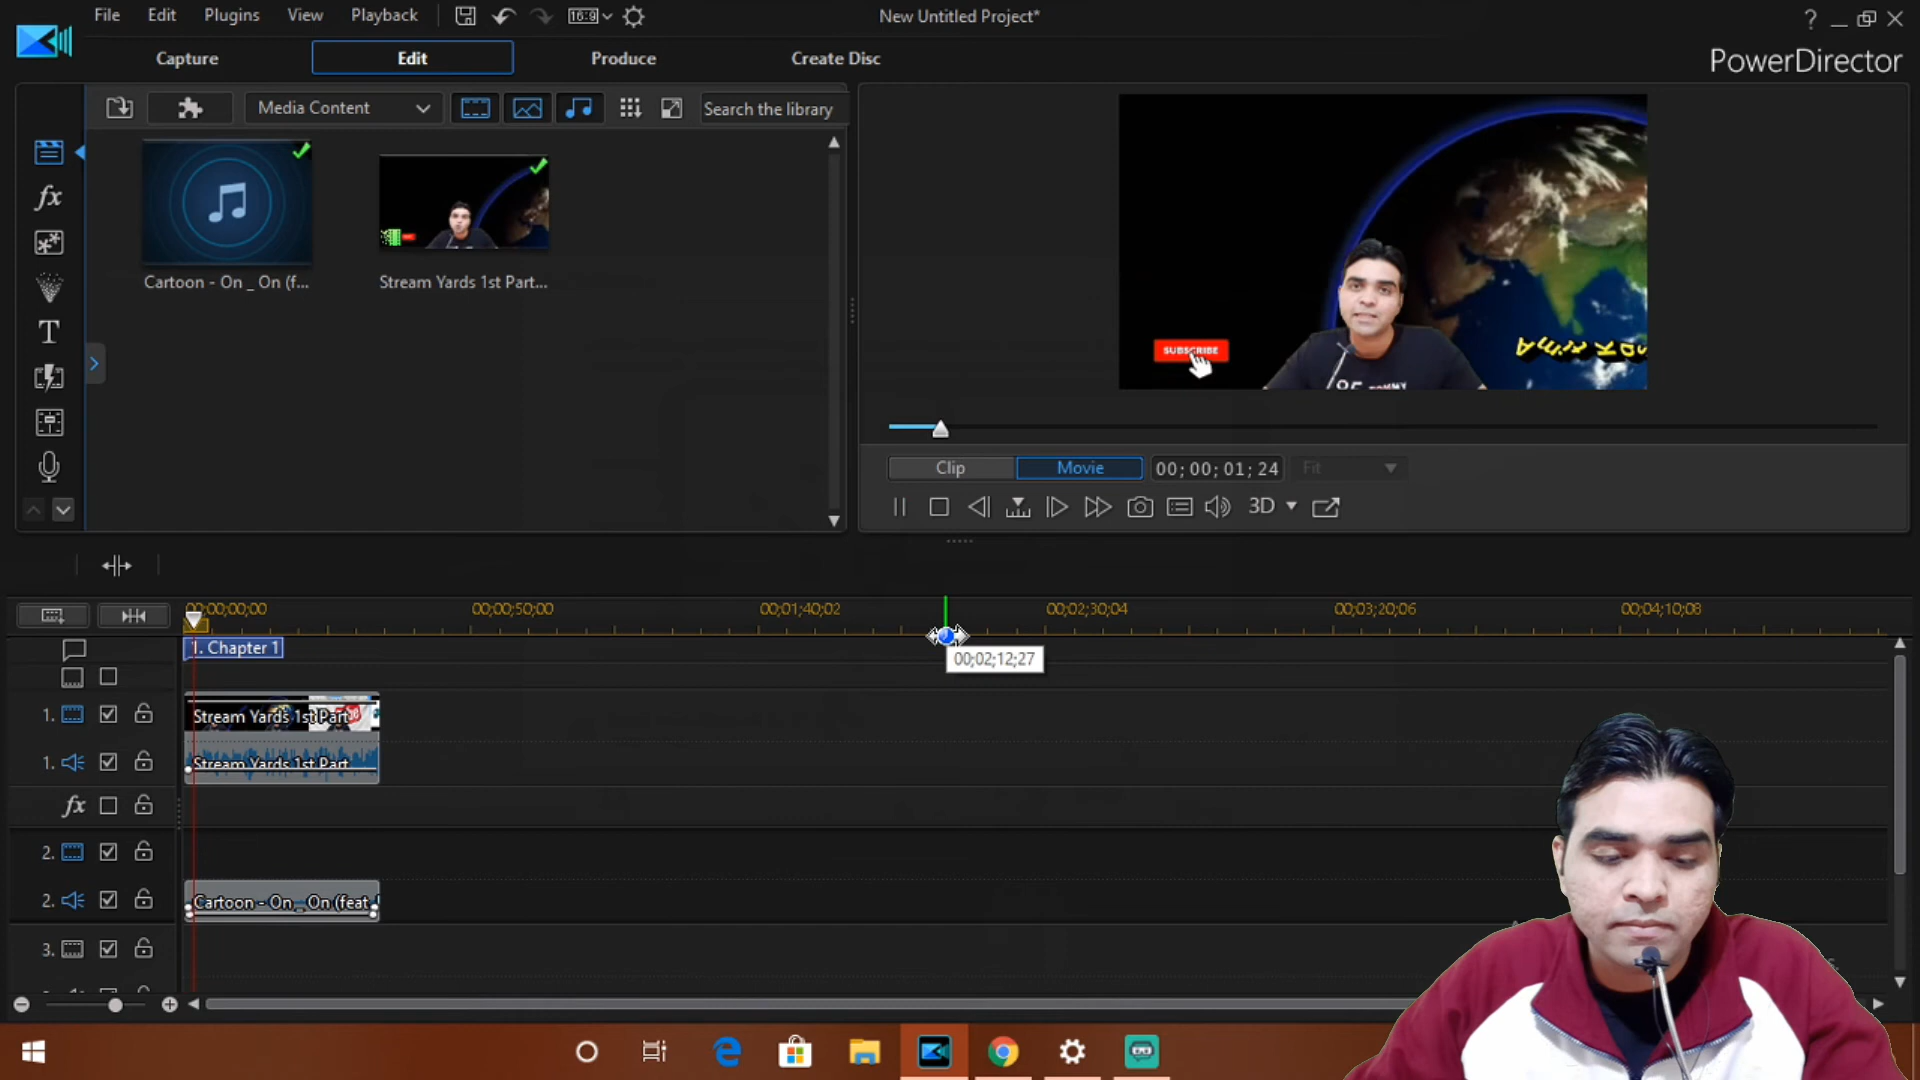 File Edit Plugins View Playback 16:9 New Untitled Project* ?
Capture Edit Produce Create Disc PowerDirector
Media Content Search the library
Cartoon - On _ On (f... Stream Yards 1st Part...
SUBSCRIBE
Clip Movie 00; 00; 01; 24 Fit
3D
fx
T
00;00;00;00 00;00;50;00 00;01;40;02 00;02;30;04 00;03;20;06 00;04;10;08
1. Chapter 1
00;02;12;27
1. Stream Yards 1st Part
1. Stream Yards 1st Part
fx
2.
2. Cartoon - On _ On (feat
3.